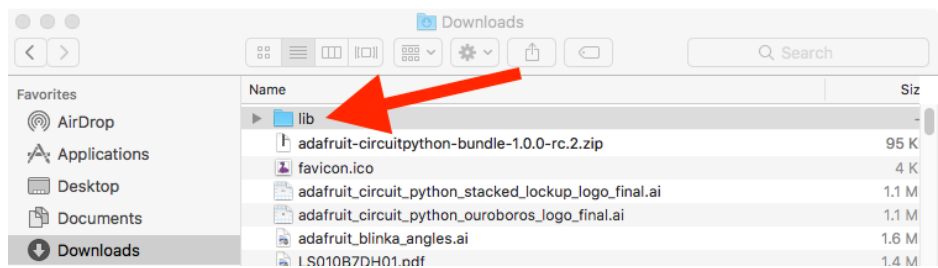 Downloads
Search
Favorites
AirDrop
Applications
Desktop
Documents
Downloads
Name Siz
lib -
adafruit-circuitpython-bundle-1.0.0-rc.2.zip 95 K
favicon.ico 4 K
adafruit_circuit_python_stacked_lockup_logo_final.ai 1.1 M
adafruit_circuit_python_ouroboros_logo_final.ai 1.1 M
adafruit_blinka_angles.ai 1.6 M
LS010B7DH01.pdf 1.4 M